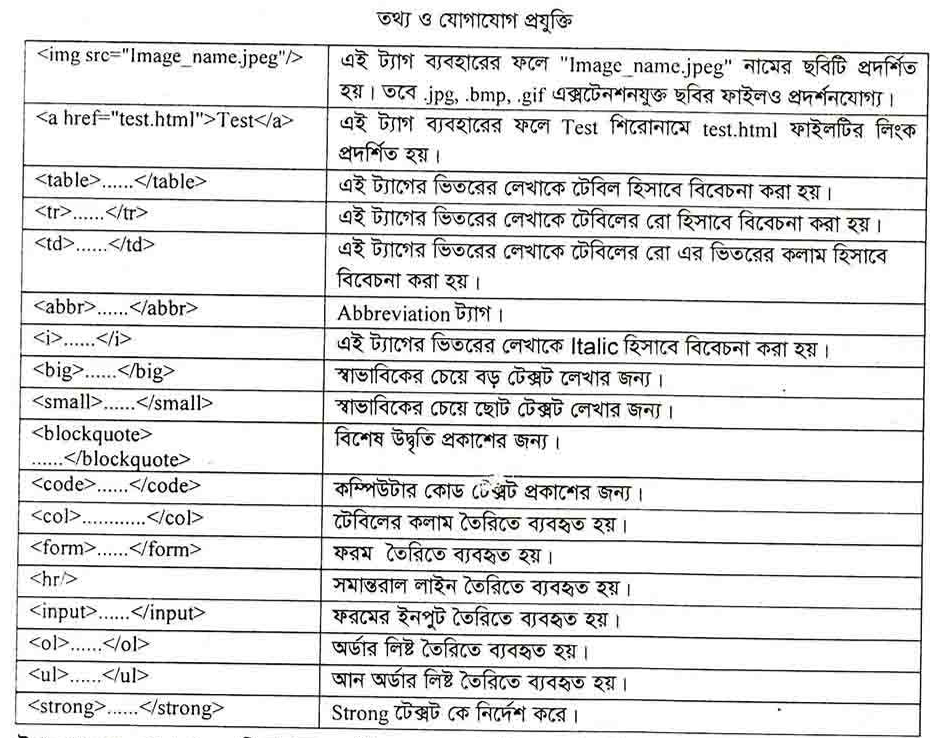 তথ্য ও যোগাযোগ প্রযুক্তি
<img src="Image_name.jpeg"/> এই ট্যাগ ব্যবহারের ফলে "Image_name.jpeg" নামের ছবিটি প্রদর্শিত
হয়। তবে .jpg, .bmp, .gif এক্সটেনশনযুক্ত ছবির ফাইলও প্রদর্শনযোগ্য।
<a href="test.html">Test</a> এই ট্যাগ ব্যবহারের ফলে Test শিরোনামে test.html ফাইলটির লিংক
প্রদর্শিত হয়।
<table>......</table> এই ট্যাগের ভিতরের লেখাকে টেবিল হিসাবে বিবেচনা করা হয়।
<tr>......</tr> এই ট্যাগের ভিতরের লেখাকে টেবিলের রো হিসাবে বিবেচনা করা হয়।
<td>......</td> এই ট্যাগের ভিতরের লেখাকে টেবিলের রো এর ভিতরের কলাম হিসাবে
বিবেচনা করা হয়।
<abbr>......</abbr> Abbreviation ট্যাগ।
<i>......</i> এই ট্যাগের ভিতরের লেখাকে Italic হিসাবে বিবেচনা করা হয়।
<big>......</big> স্বাভাবিকের চেয়ে বড় টেক্সট লেখার জন্য।
<small>......</small> স্বাভাবিকের চেয়ে ছোট টেক্সট লেখার জন্য।
<blockquote> বিশেষ উদ্বৃতি প্রকাশের জন্য।
......</blockquote>
<code>......</code> কম্পিউটার কোড টেক্সট প্রকাশের জন্য।
<col>............</col> টেবিলের কলাম তৈরিতে ব্যবহৃত হয়।
<form>......</form> ফরম তৈরিতে ব্যবহৃত হয়।
<hr/> সমান্তরাল লাইন তৈরিতে ব্যবহৃত হয়।
<input>......</input> ফরমের ইনপুট তৈরিতে ব্যবহৃত হয়।
<ol>......</ol> অর্ডার লিষ্ট তৈরিতে ব্যবহৃত হয়।
<ul>......</ul> আন অর্ডার লিষ্ট তৈরিতে ব্যবহৃত হয়।
<strong>......</strong> Strong টেক্সট কে নির্দেশ করে।